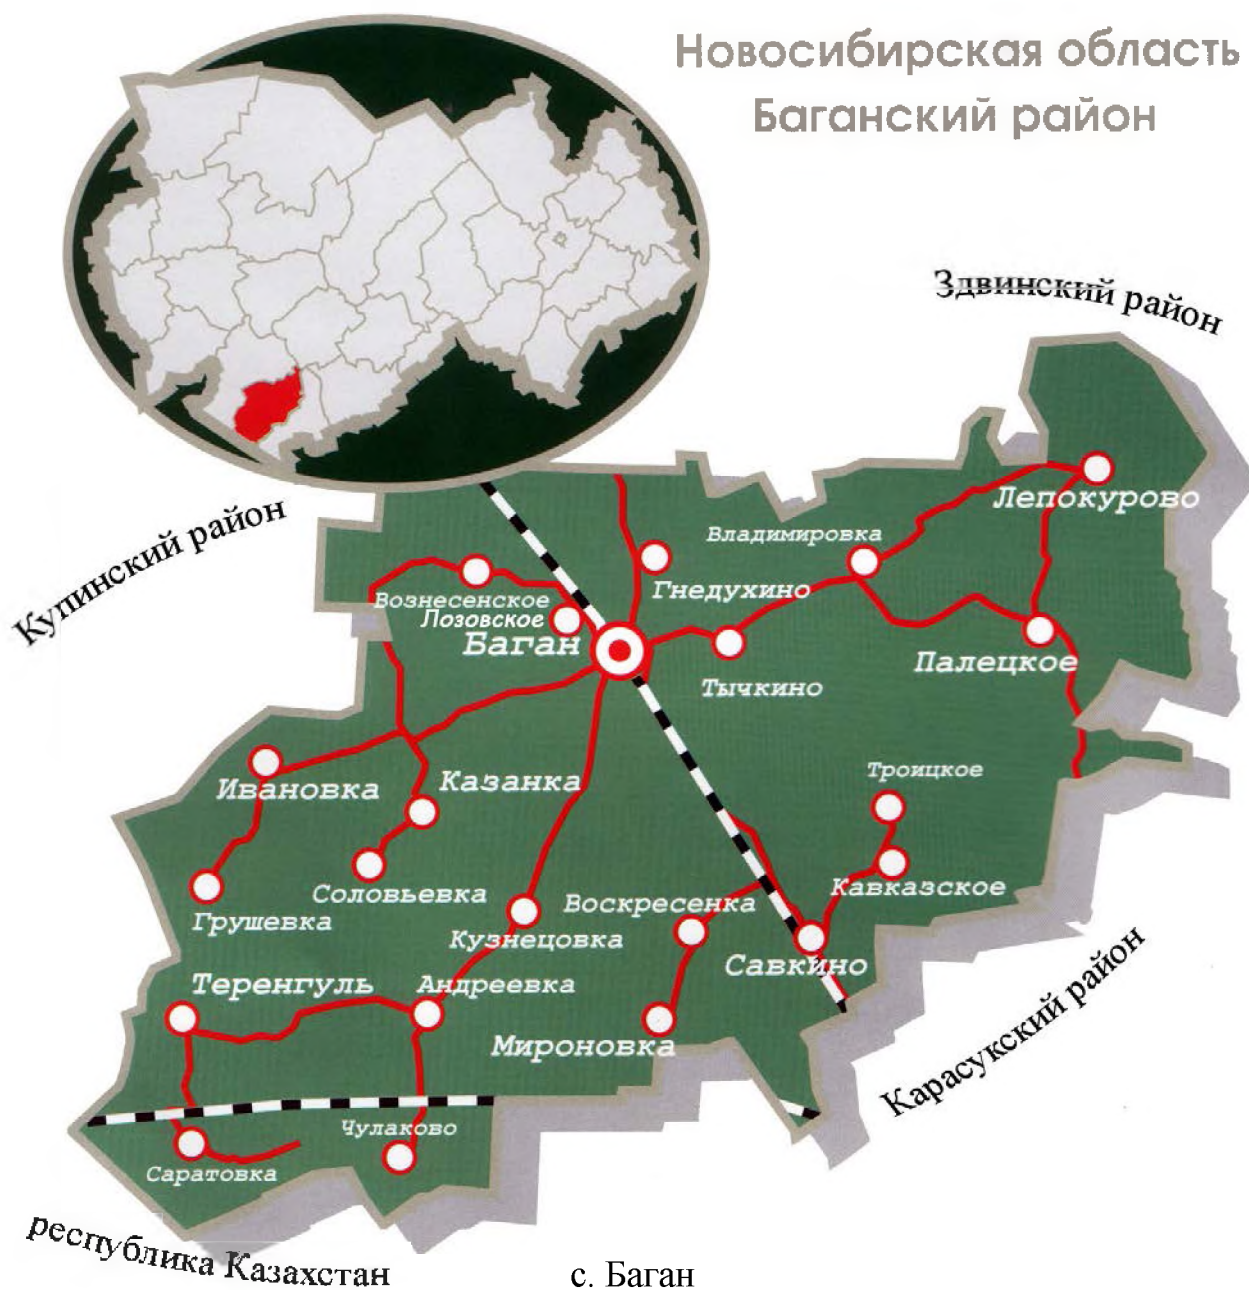 Новосибирская область
Баганский район
Здвинский район
Купинский район
Лепокурово
Владимировка
Гнедухино
Вознесенское
Лозовское
Баган
Палецкое
Тычкино
Троицкое
Казанка
Ивановка
Кавказское
Соловьевка
Воскресенка
Грушевка
Кузнецовка
Савкино
Теренгуль
Андреевка
Мироновка
Карасукский район
Чулаково
Саратовка
республика Казахстан
с. Баган